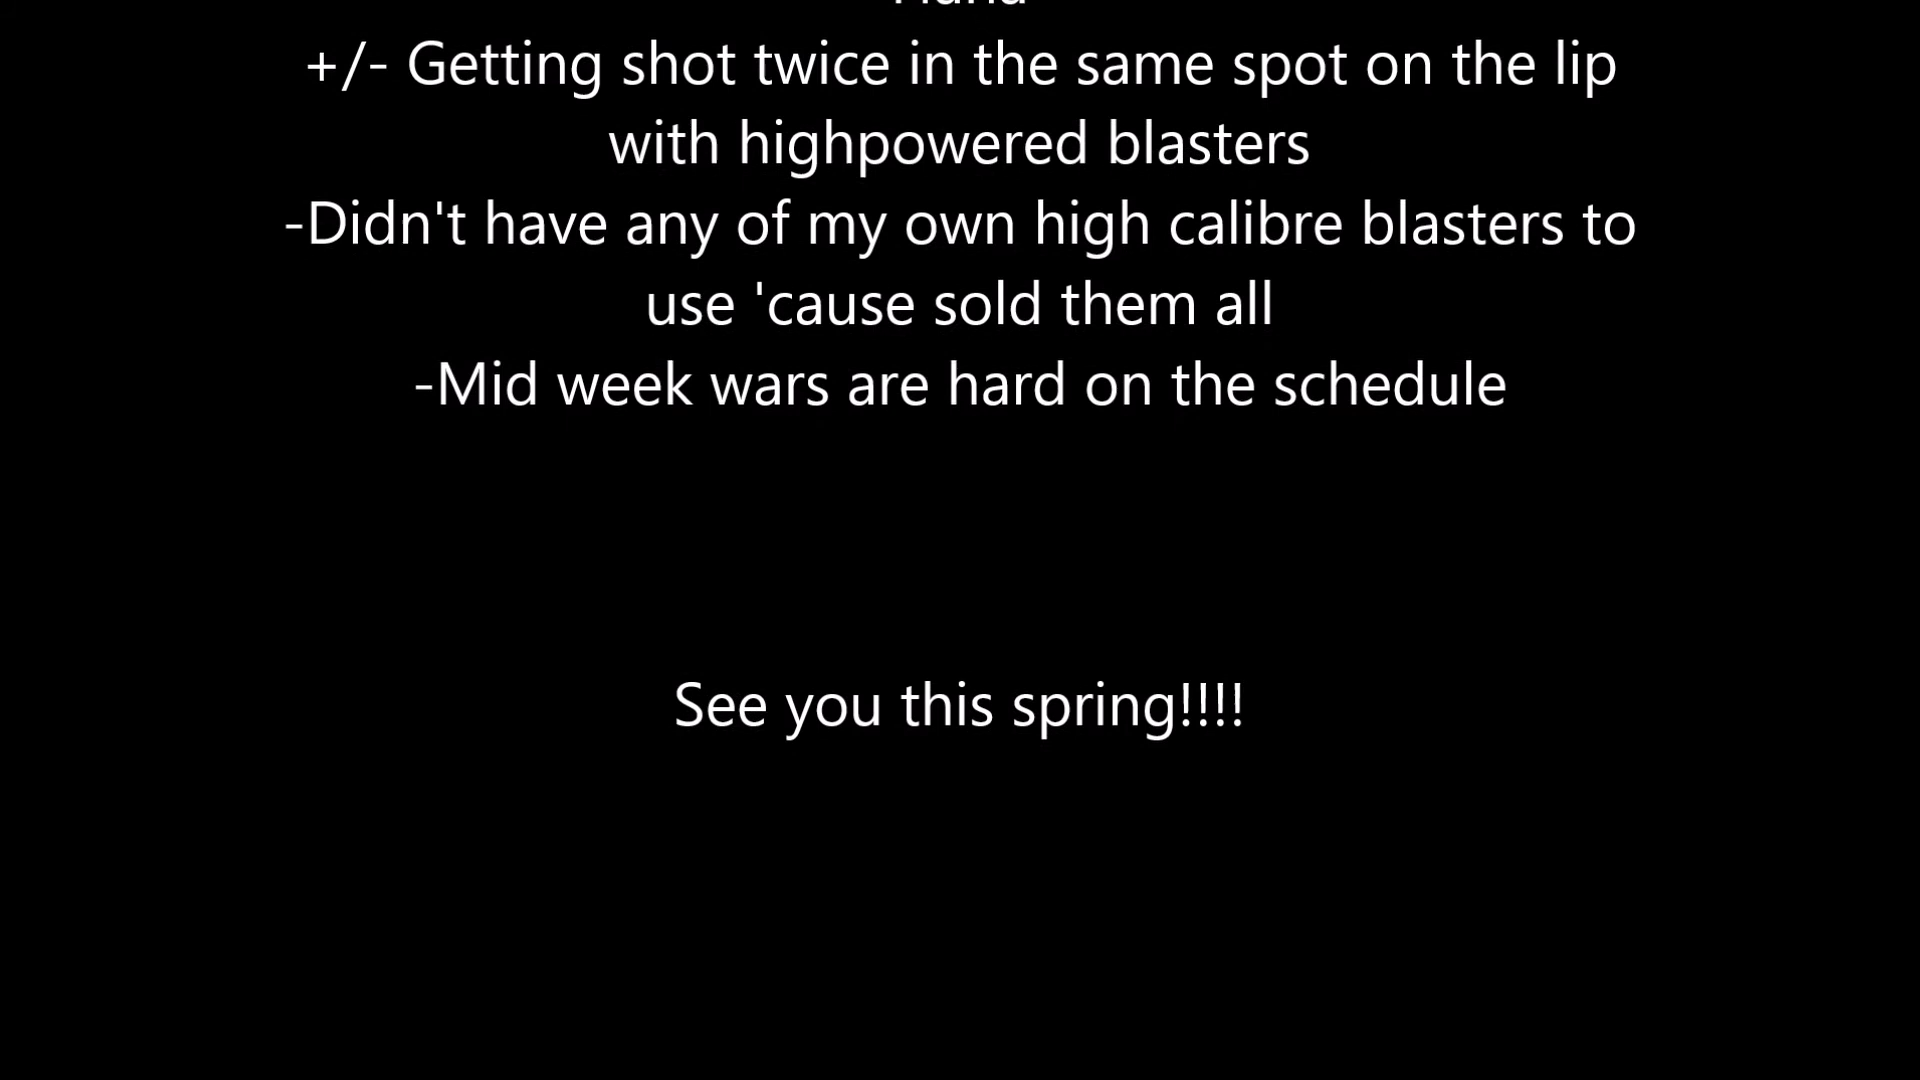 +/- Getting shot twice in the same spot on the lip
with highpowered blasters
-Didn't have any of my own high calibre blasters to
use 'cause sold them all
-Mid week wars are hard on the schedule
See you this spring!!!!